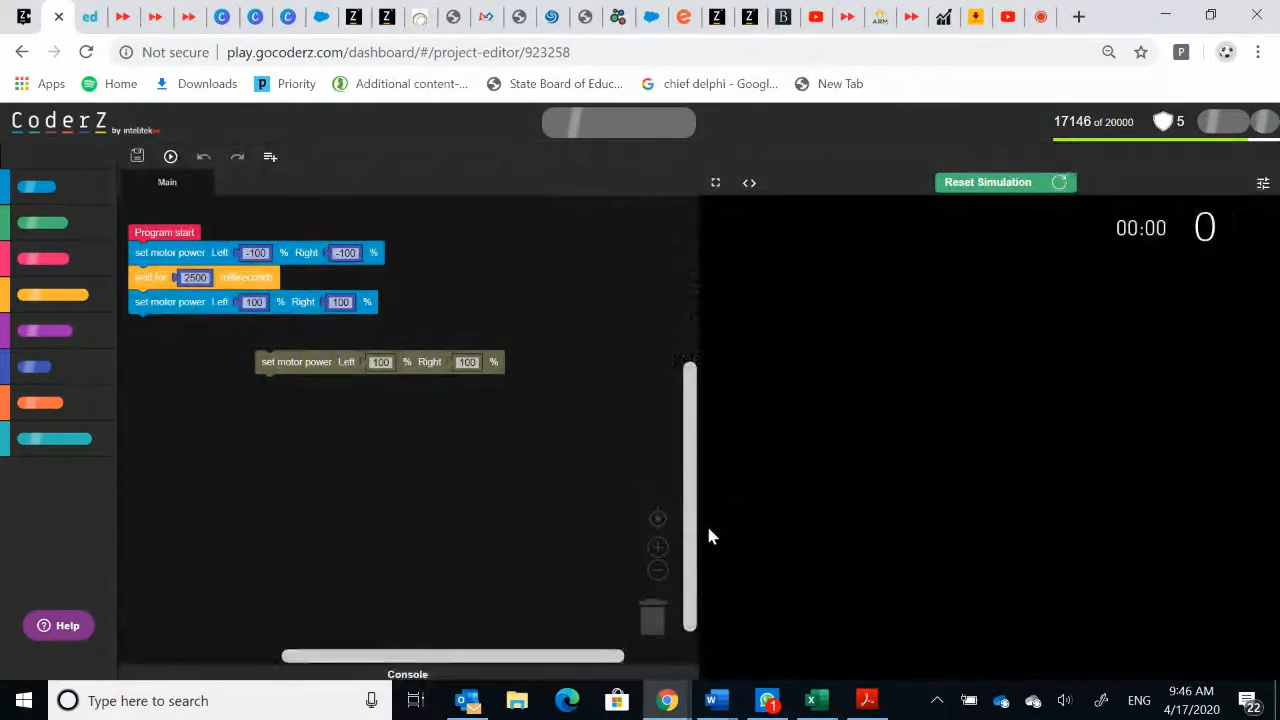 ed
Not secure play.gocoderz.com/dashboard/#/project-editor/923258
P
Apps Home Downloads Priority Additional content-... State Board of Educ... chief delphi - Googl... New Tab
CoderZ by intelitek
17146 of 20000 5
Main
Reset Simulation
Program start
00:00 0
set motor power Left -100 % Right -100 %
wait for 2500 milliseconds
set motor power Left 100 % Right 100 %
set motor power Left 100 % Right 100 %
Help
Console
Type here to search
ENG
9:46 AM
4/17/2020
22